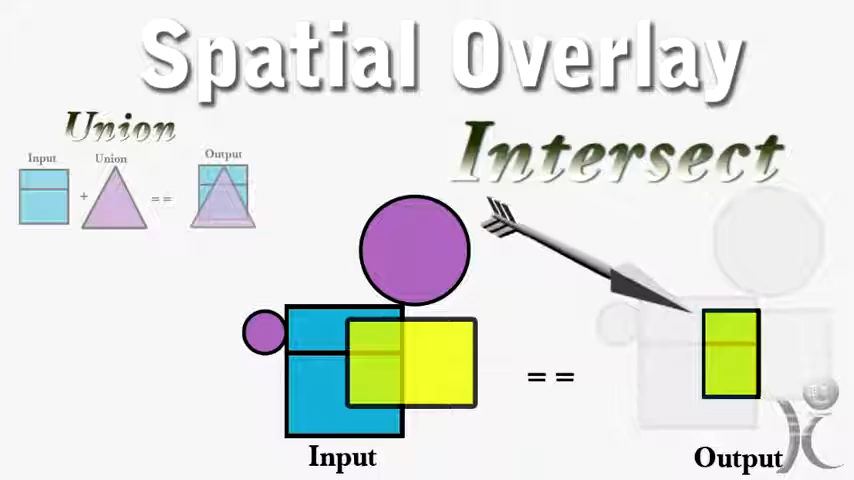 Spatial Overlay
Union
Input
Union
Output
+
==
Intersect
==
Input
Output